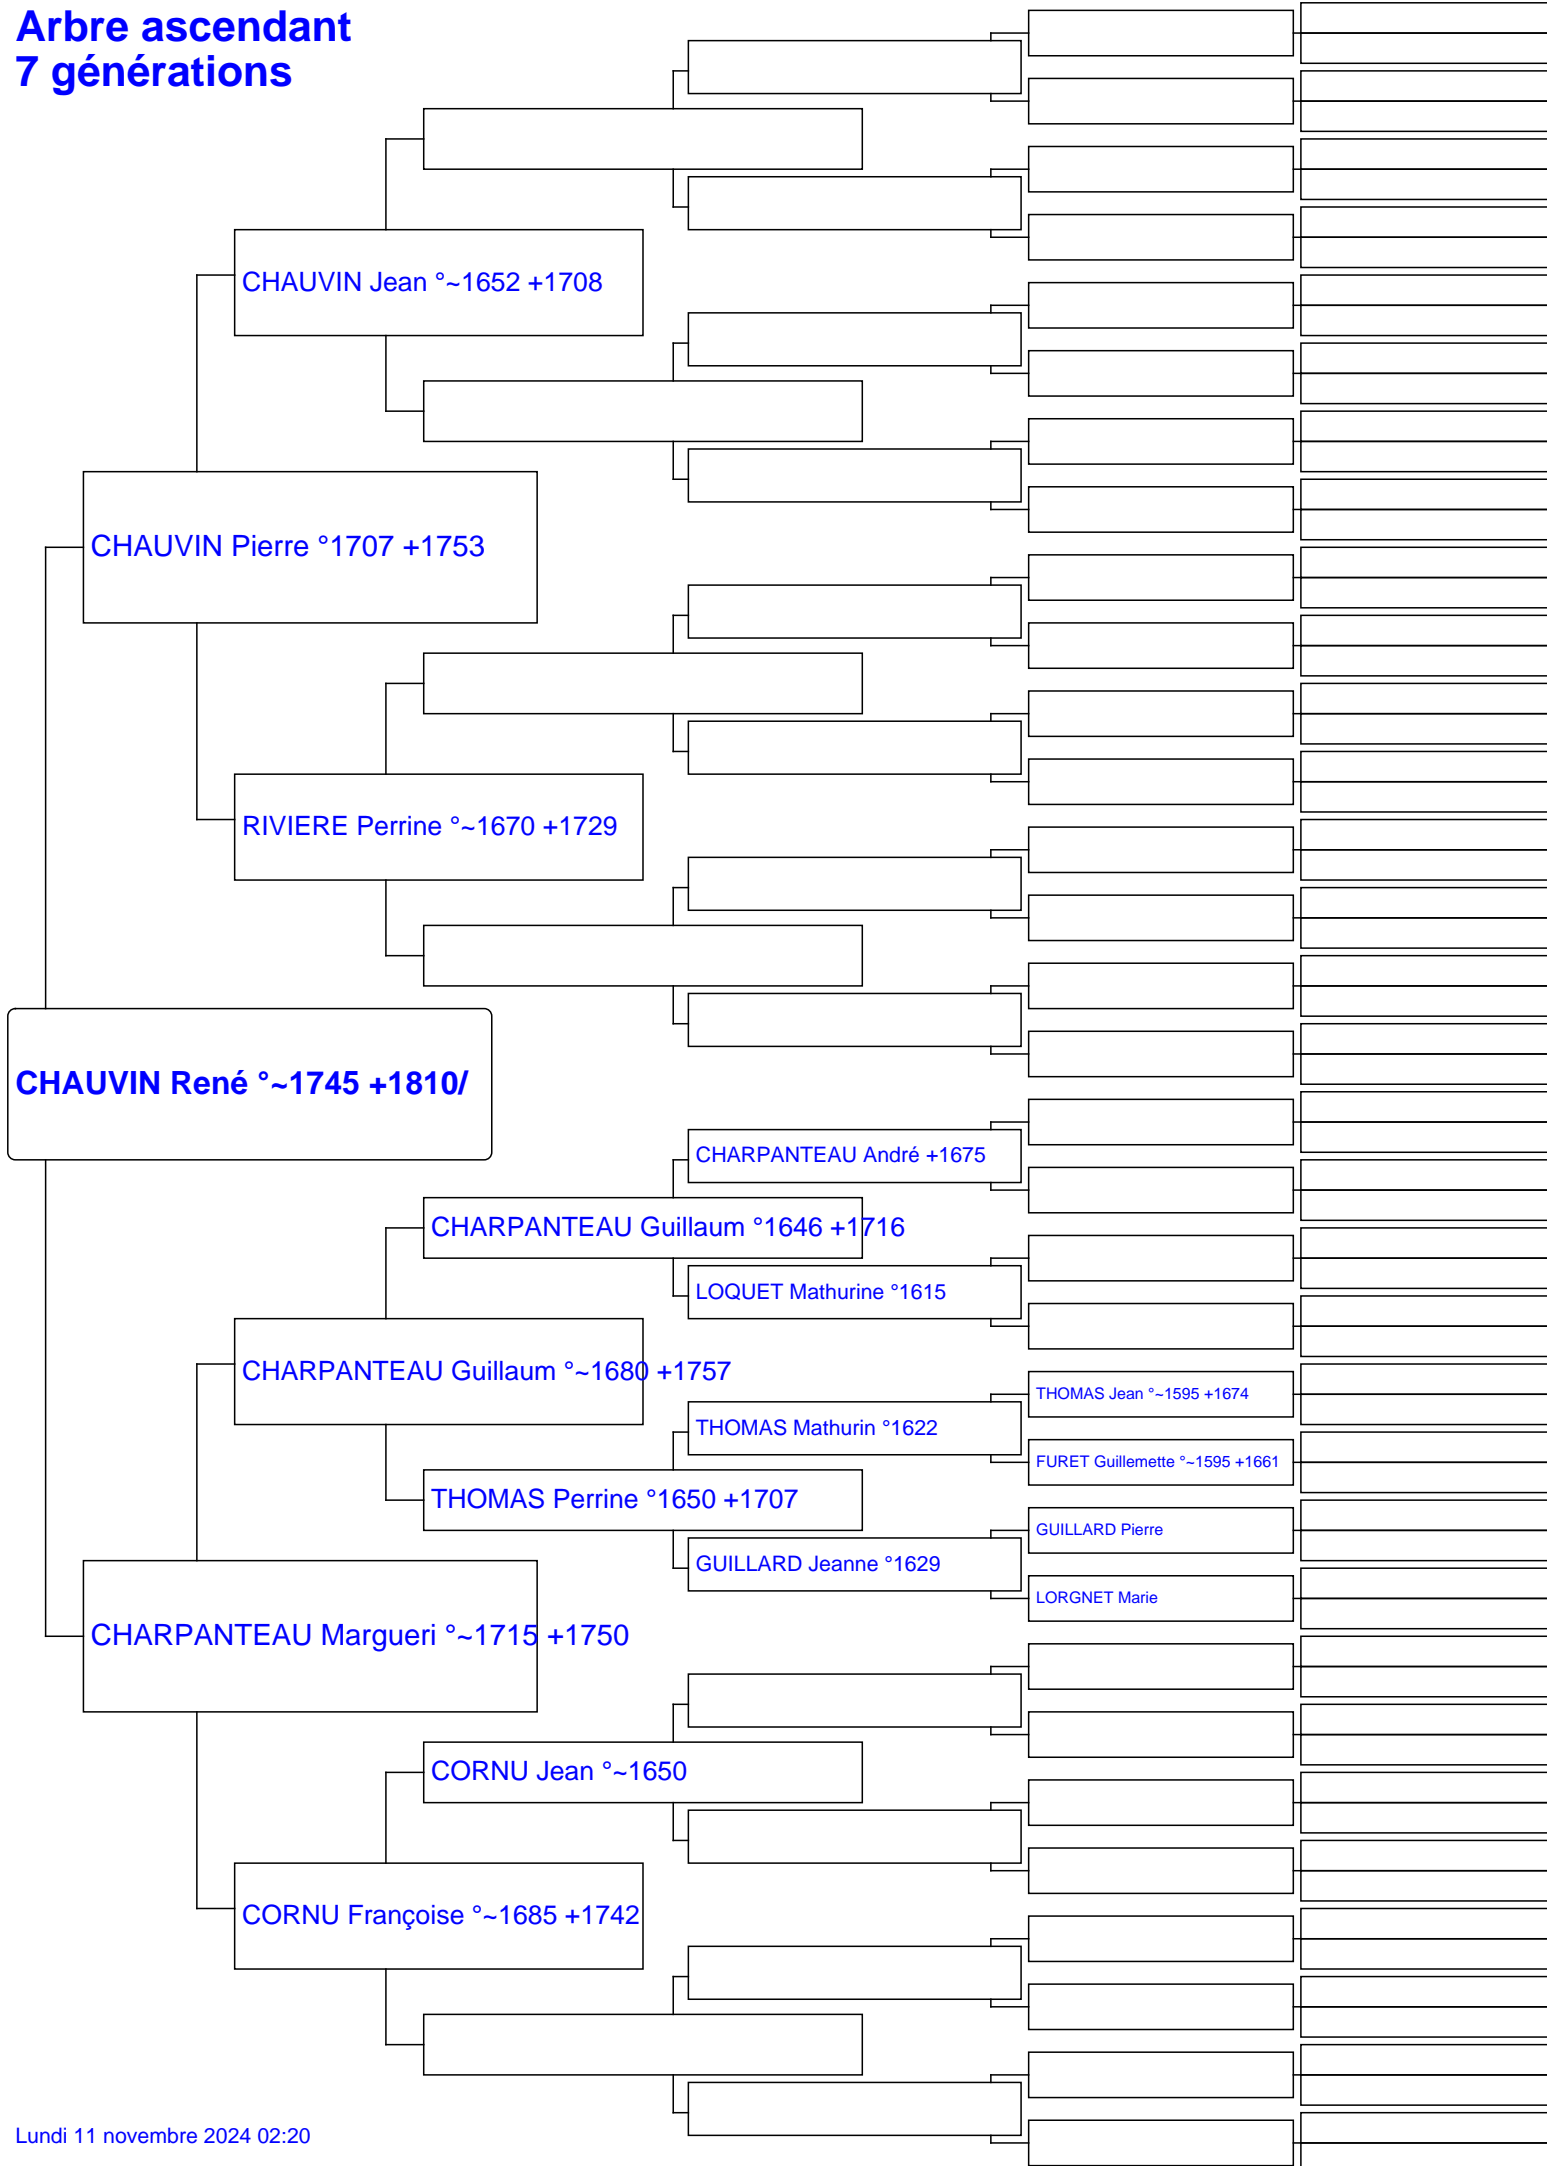 Arbre ascendant
7 générations
CHAUVIN Jean °~1652 +1708
CHAUVIN Pierre °1707 +1753
RIVIERE Perrine °~1670 +1729
CHAUVIN René °~1745 +1810/
CHARPANTEAU André +1675
CHARPANTEAU Guillaum °1646 +1716
LOQUET Mathurine °1615
CHARPANTEAU Guillaum °~1680 +1757
THOMAS Jean °~1595 +1674
THOMAS Mathurin °1622
FURET Guillemette °~1595 +1661
THOMAS Perrine °1650 +1707
GUILLARD Pierre
GUILLARD Jeanne °1629
LORGNET Marie
CHARPANTEAU Margueri °~1715 +1750
CORNU Jean °~1650
CORNU Françoise °~1685 +1742
Lundi 11 novembre 2024 02:20